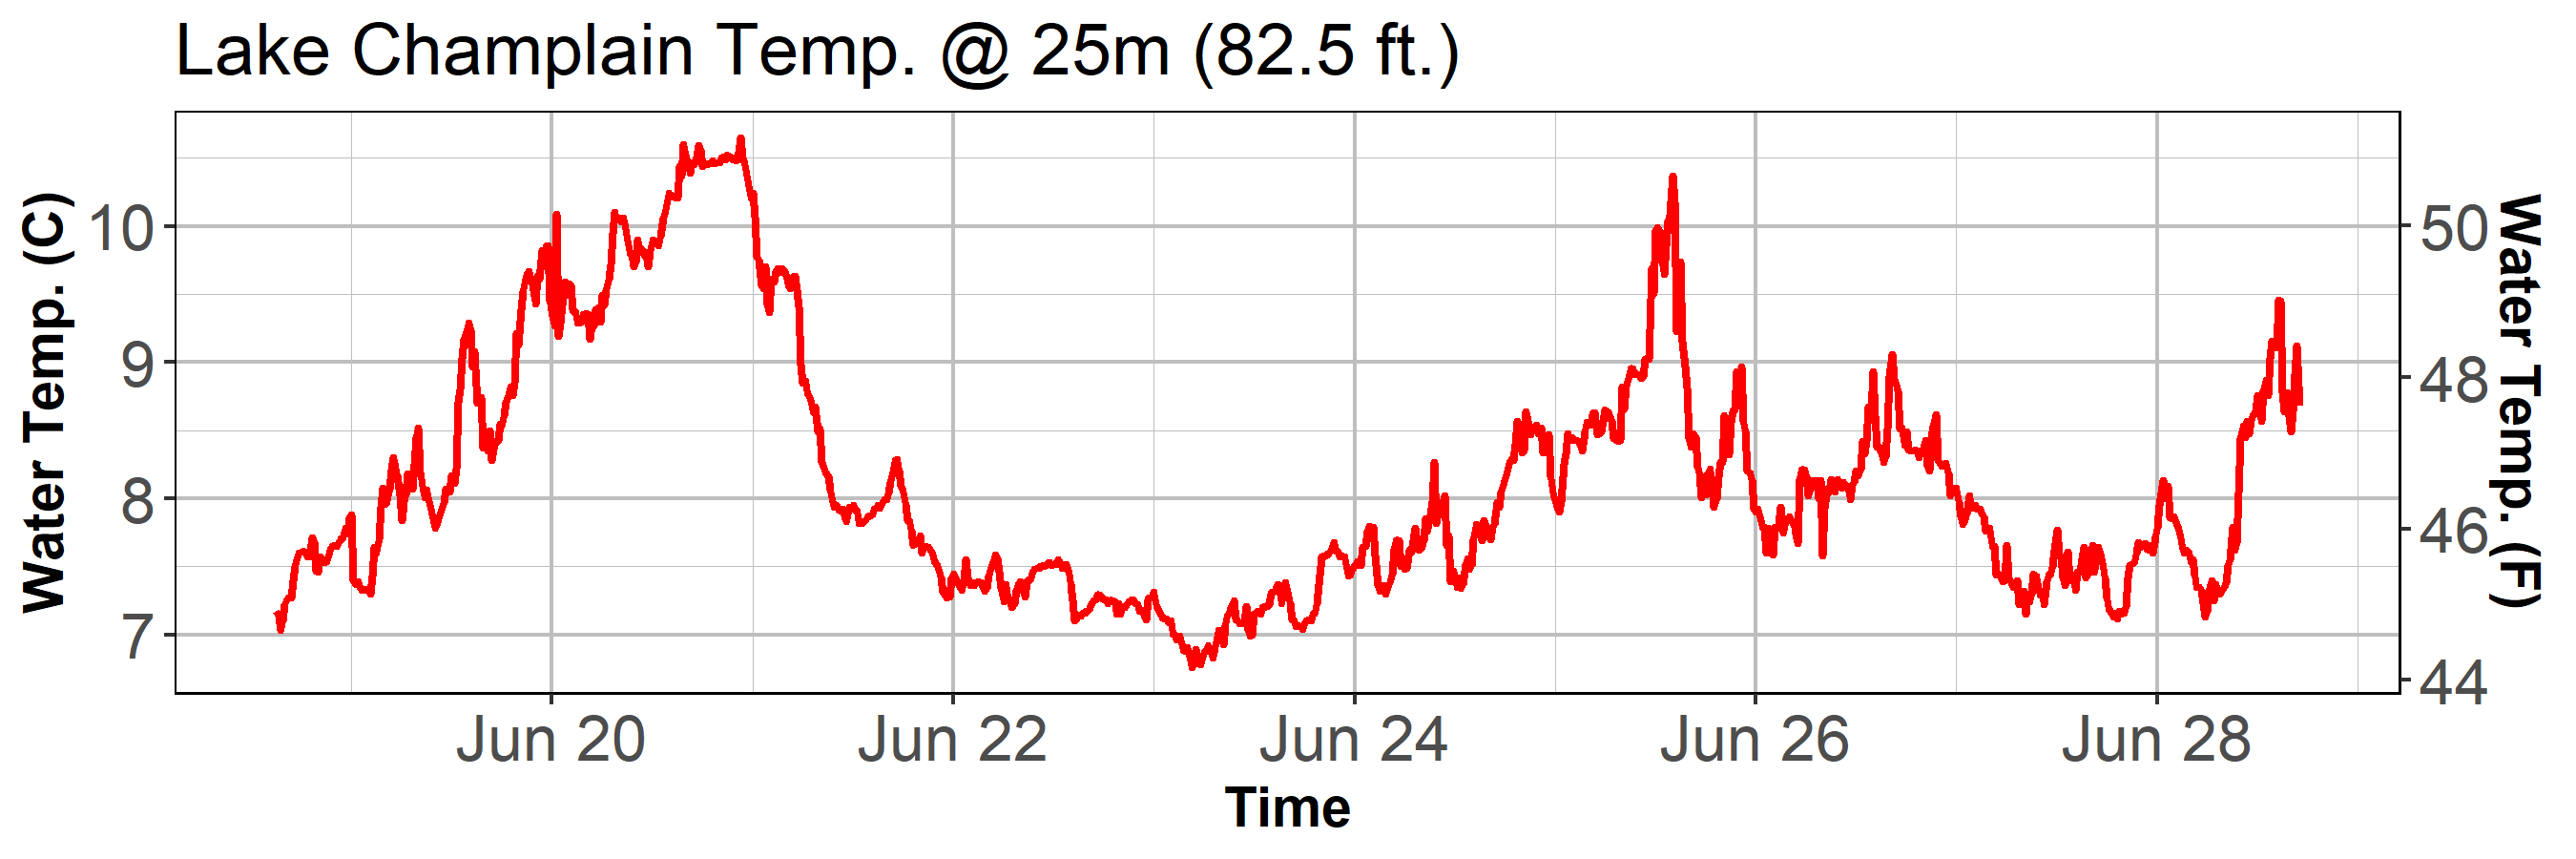 Lake Champlain Temp. @ 25m (82.5 ft.)
Water Temp. (C)
10
9
8
7
50
48
46
44
Water Temp. (F)
Jun 20 Jun 22 Jun 24 Jun 26 Jun 28
Time